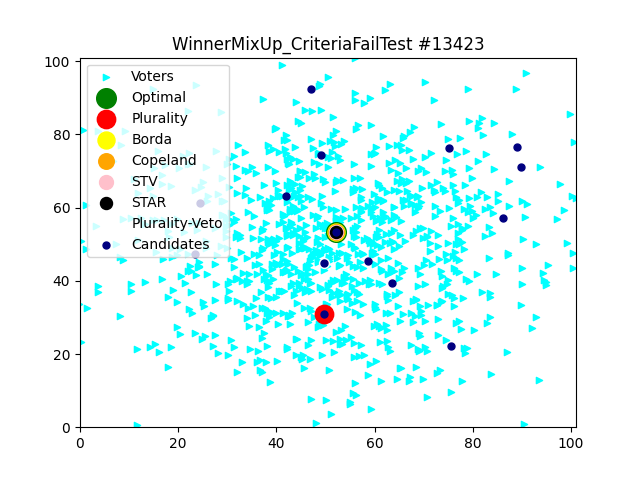 WinnerMixUp_CriteriaFailTest #13423
100
80
60
40
20
0
Voters
Optimal
Plurality
Borda
Copeland
STV
STAR
Plurality-Veto
Candidates
0 20 40 60 80 100